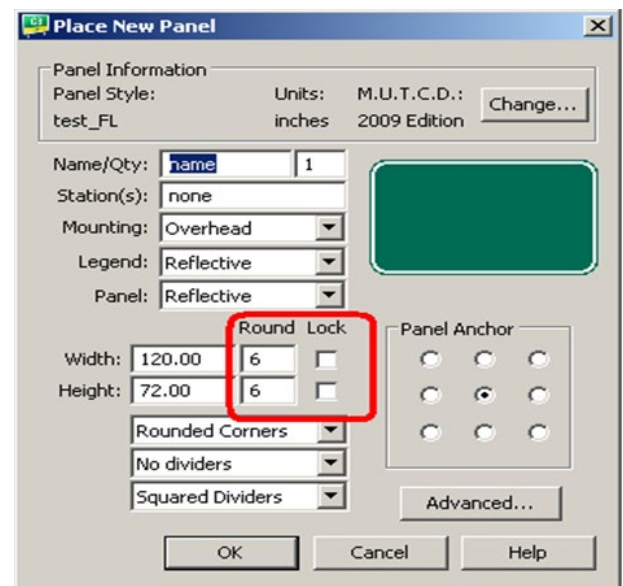 Place New Panel
Panel Information
Panel Style: Units: M.U.T.C.D.:
test_FL inches 2009 Edition Change...
Name/Qty: name 1
Station(s): none
Mounting: Overhead
Legend: Reflective
Panel: Reflective
Round Lock Panel Anchor
Width: 120.00 6
Height: 72.00 6
Rounded Corners
No dividers
Squared Dividers
Advanced...
OK Cancel Help